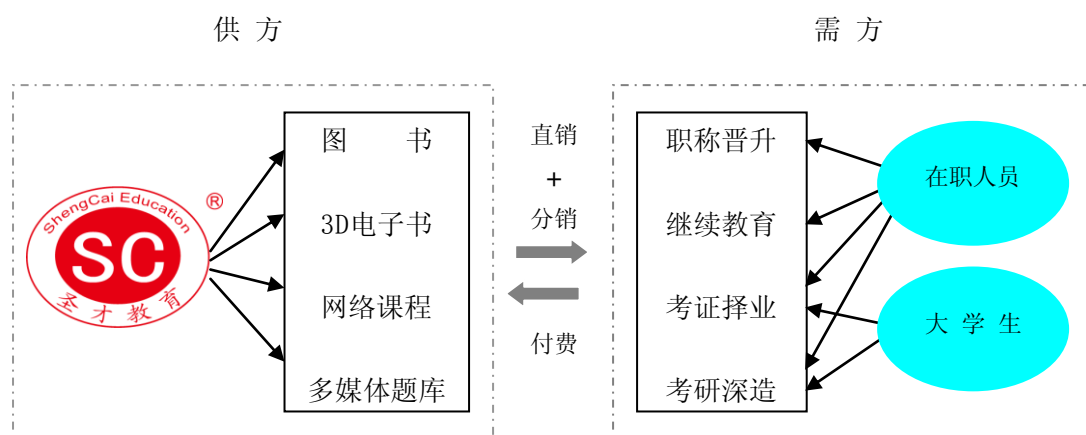 供 方
需 方
图 书
3D电子书
网络课程
多媒体题库
ShengCai Education
®
SC
圣才教育
直销
+
分销
付费
职称晋升
继续教育
考证择业
考研深造
在职人员
大 学 生